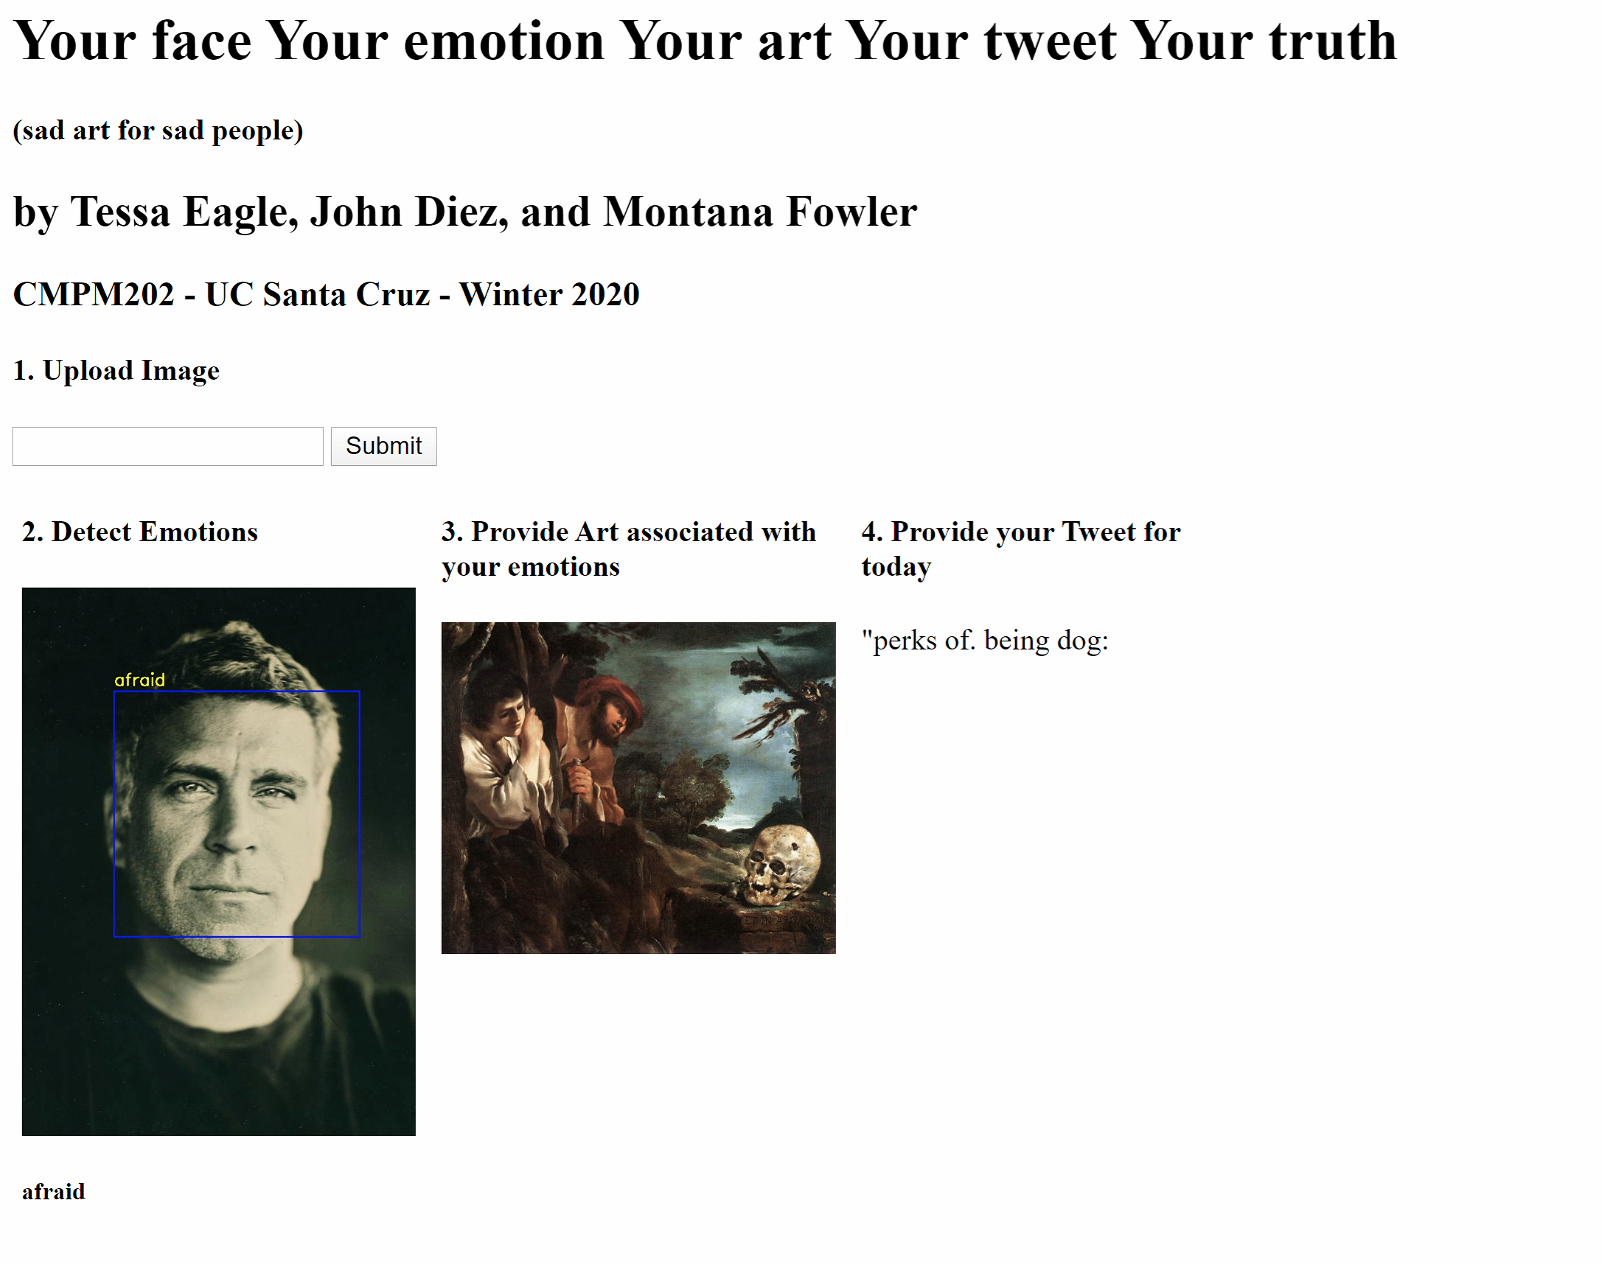 Your face Your emotion Your art Your tweet Your truth
(sad art for sad people)
by Tessa Eagle, John Diez, and Montana Fowler
CMPM202 - UC Santa Cruz - Winter 2020
1. Upload Image
Submit
2. Detect Emotions
afraid
afraid
3. Provide Art associated with
your emotions
4. Provide your Tweet for
today
"perks of. being dog: